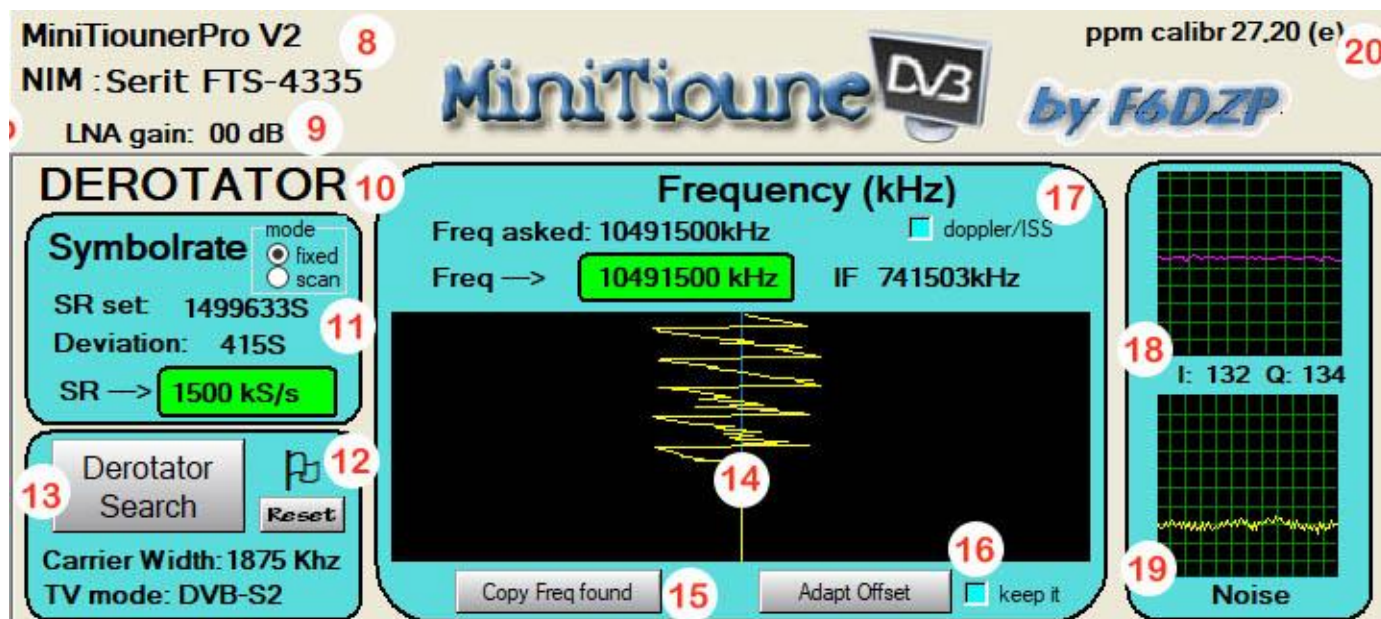 MiniTiounerPro V2
8
NIM : Serit FTS-4335
LNA gain: 00 dB
9
MiniTioune
DVB
by F6DZP
ppm calibr 27,20 (e)
20
DEROTATOR
10
Symbolrate
mode
fixed
scan
SR set: 1499633S
11
Deviation: 415S
SR —> 1500 kS/s
Derotator
Search
12
13
Reset
Carrier Width: 1875 Khz
TV mode: DVB-S2
Frequency (kHz)
17
Freq asked: 10491500kHz
doppler/ISS
Freq —> 10491500 kHz IF 741503kHz
14
Copy Freq found
15
Adapt Offset
16
keep it
18
I: 132 Q: 134
19
Noise